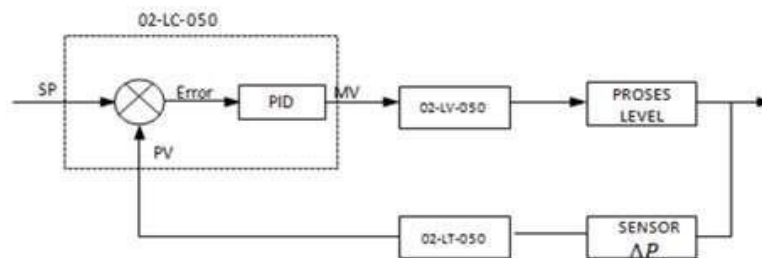 02-LC-050
SP
Error
PID
MV
02-LV-050
PROSES
LEVEL
PV
02-LT-050
SENSOR
ΔP